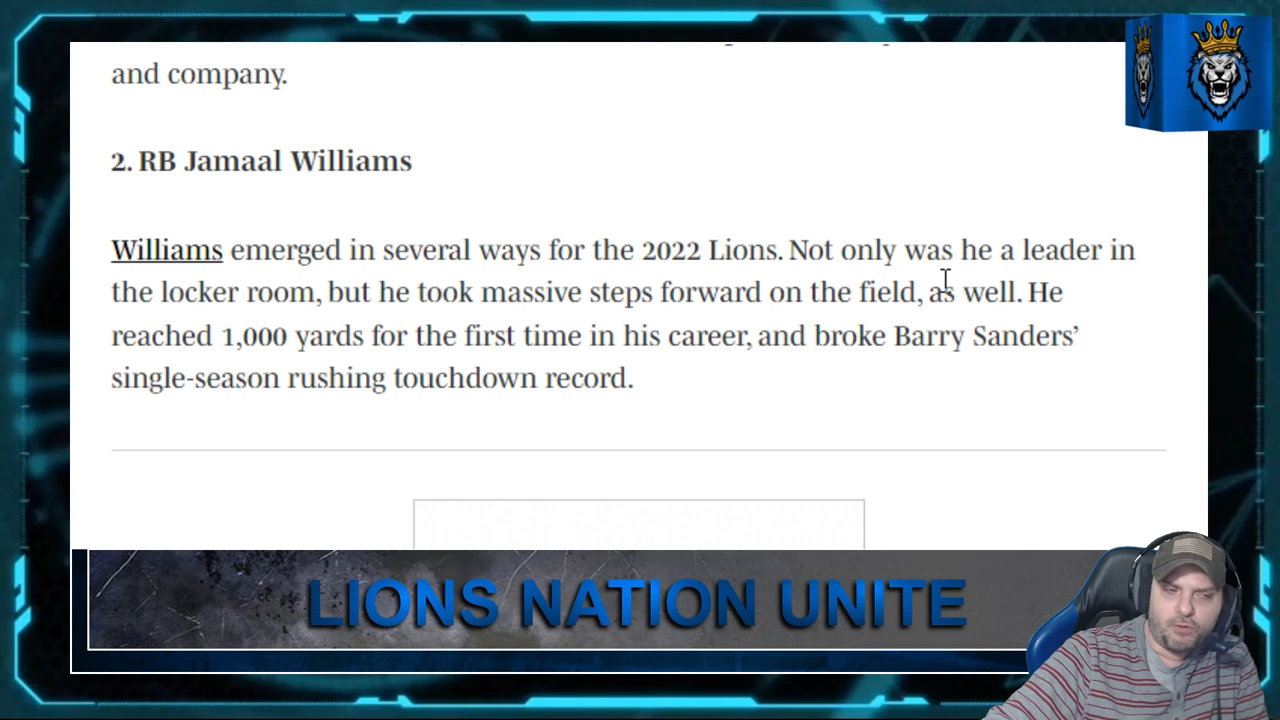 and company.
2. RB Jamaal Williams
Williams emerged in several ways for the 2022 Lions. Not only was he a leader in
the locker room, but he took massive steps forward on the field, as well. He
reached 1,000 yards for the first time in his career, and broke Barry Sanders’
single-season rushing touchdown record.
LIONS NATION UNITE